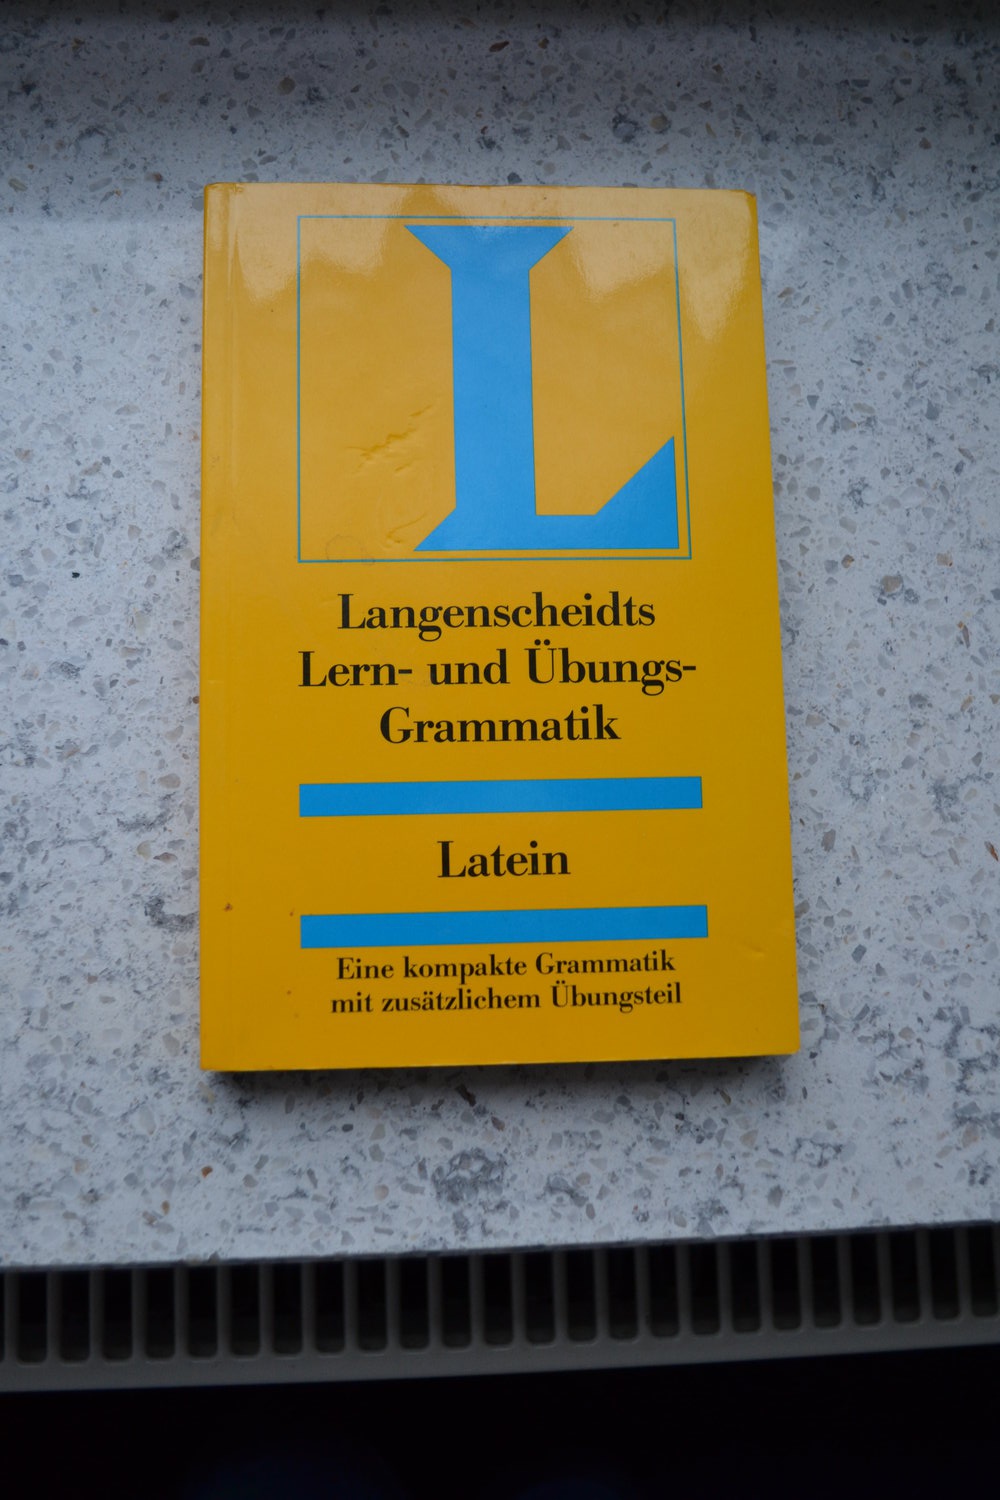 L
Langenscheidts
Lern- und Übungs-
Grammatik
Latein
Eine kompakte Grammatik
mit zusätzlichem Übungsteil